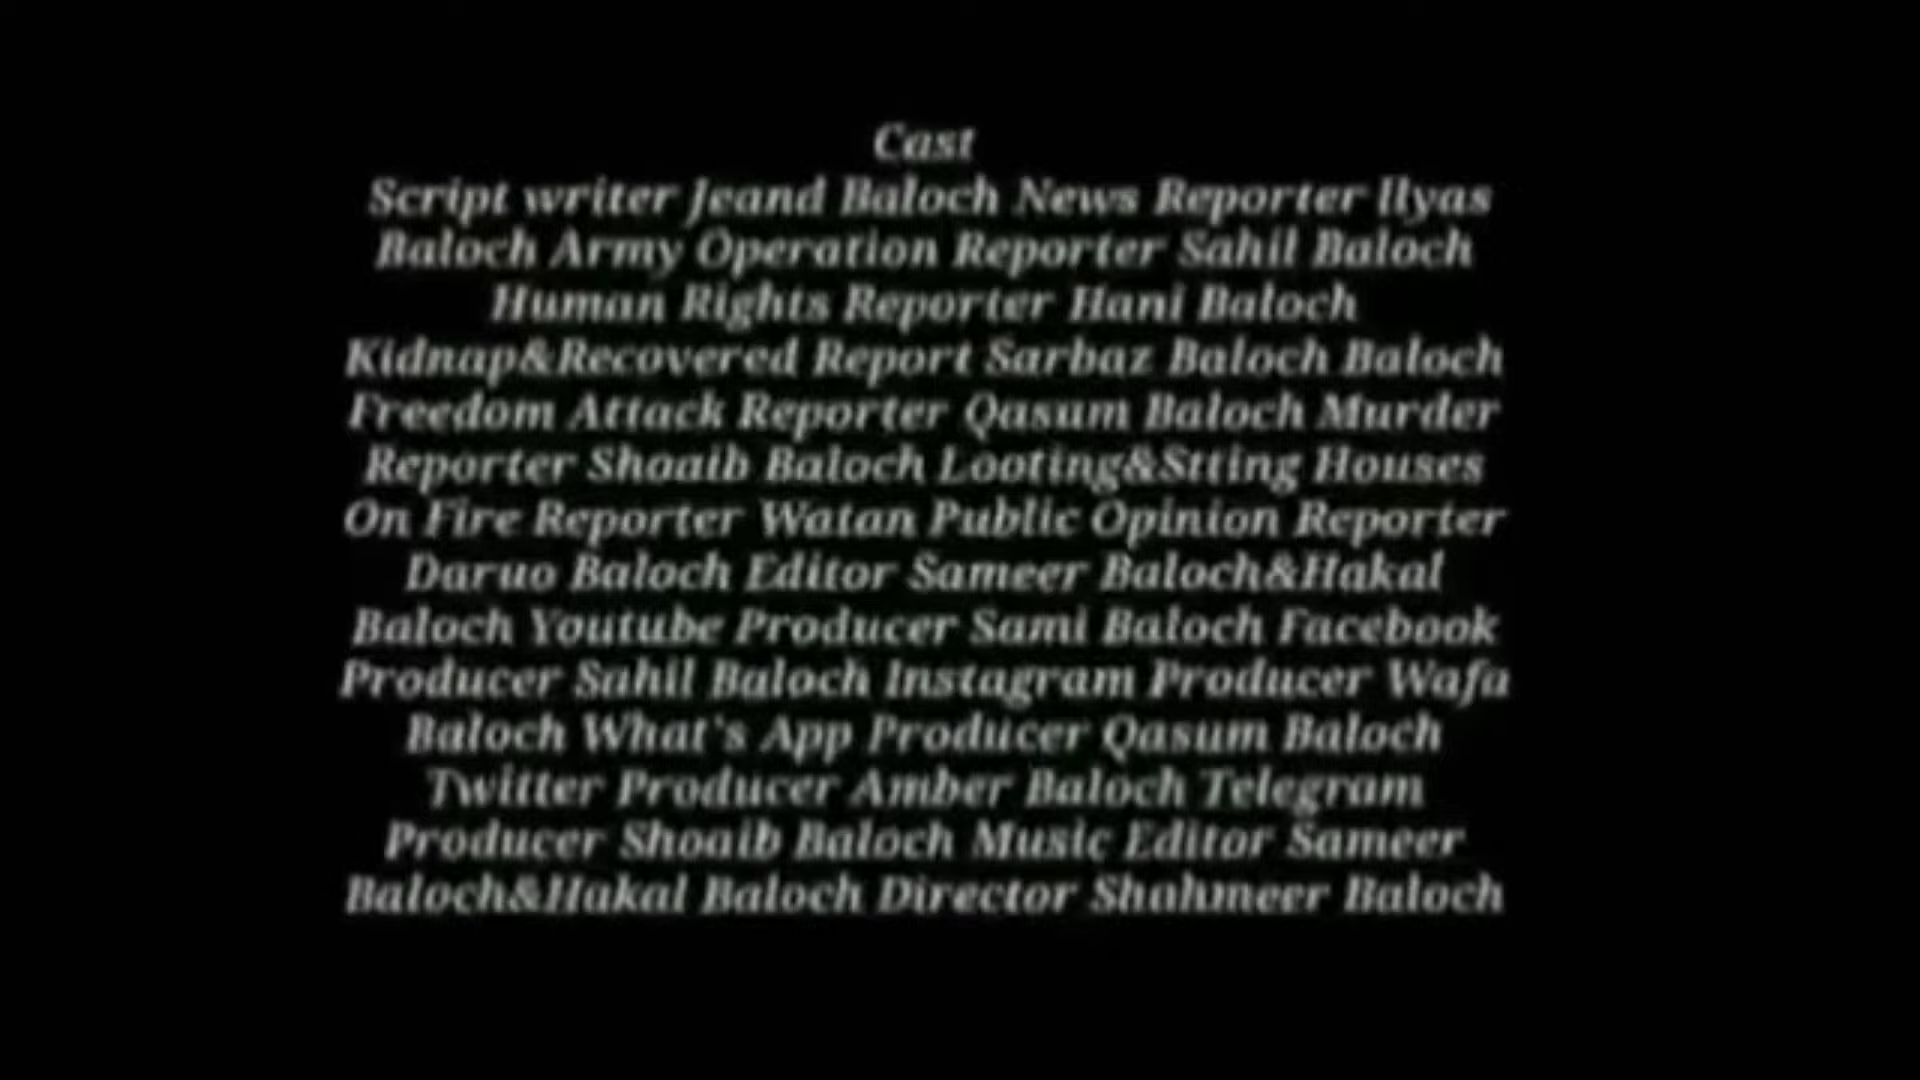 Cast
Script writer Jeand Baloch News Reporter Ilyas
Baloch Army Operation Reporter Sahil Baloch
Human Rights Reporter Hani Baloch
Kidnap&Recovered Report Sarbaz Baloch Baloch
Freedom Attack Reporter Qasum Baloch Murder
Reporter Shoaib Baloch Looting&Stting Houses
On Fire Reporter Watan Public Opinion Reporter
Daruo Baloch Editor Sameer Baloch&Hakal
Baloch Youtube Producer Sami Baloch Facebook
Producer Sahil Baloch Instagram Producer Wafa
Baloch What's App Producer Qasum Baloch
Twitter Producer Amber Baloch Telegram
Producer Shoaib Baloch Music Editor Sameer
Baloch&Hakal Baloch Director Shahmeer Baloch